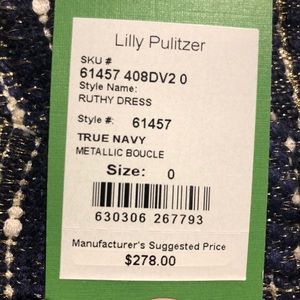 Lilly Pulitzer
SKU #
61457 408DV2 0
Style Name:
RUTHY DRESS
Style #: 61457
TRUE NAVY
METALLIC BOUCLE
Size: 0
630306 267793
Manufacturer's Suggested Price
$278.00